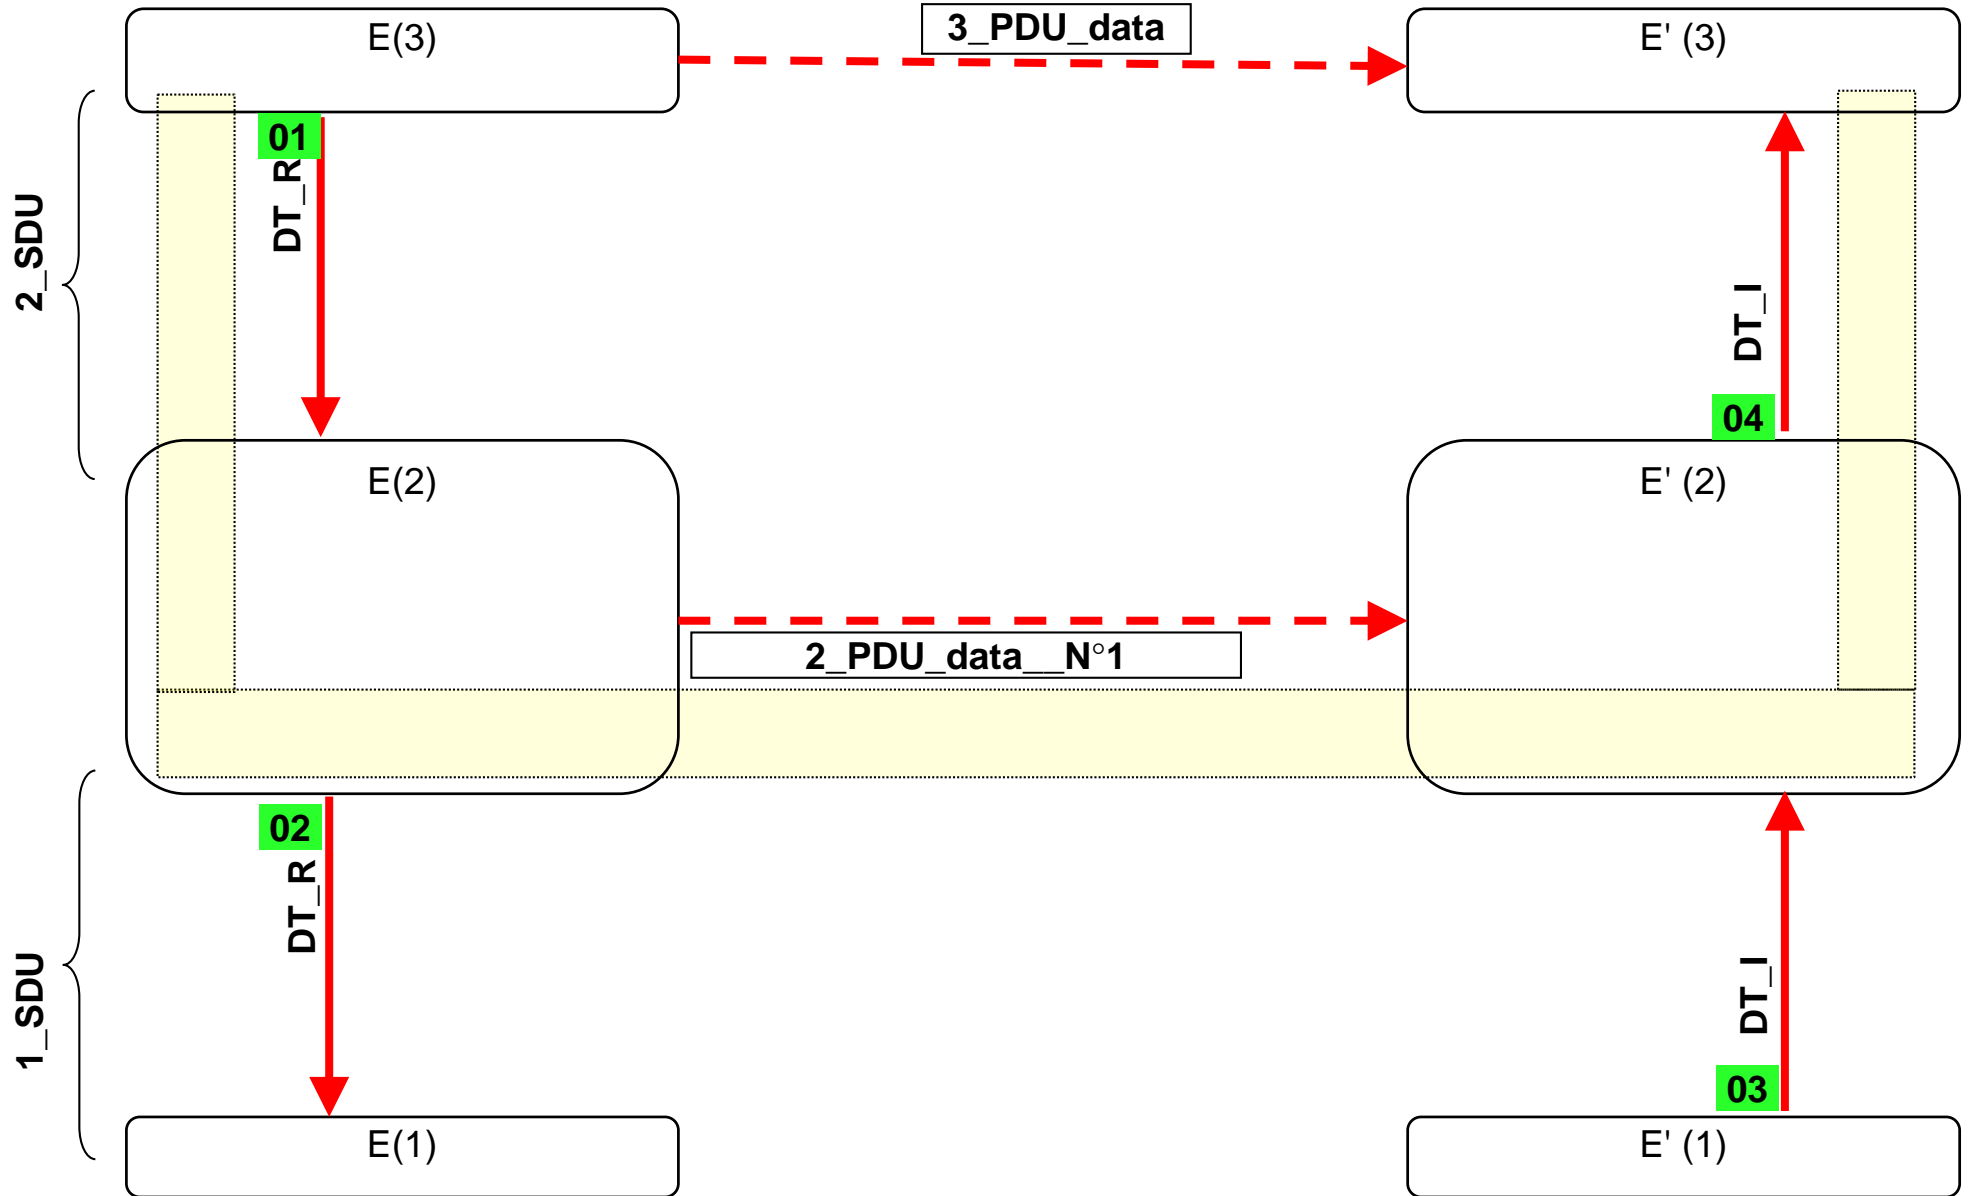 E(3)
3_PDU_data
E' (3)
01
DT_R
2_SDU
DT_I
04
E(2)
E' (2)
2_PDU_data__N°1
02
DT_R
1_SDU
DT_I
03
E(1)
E' (1)